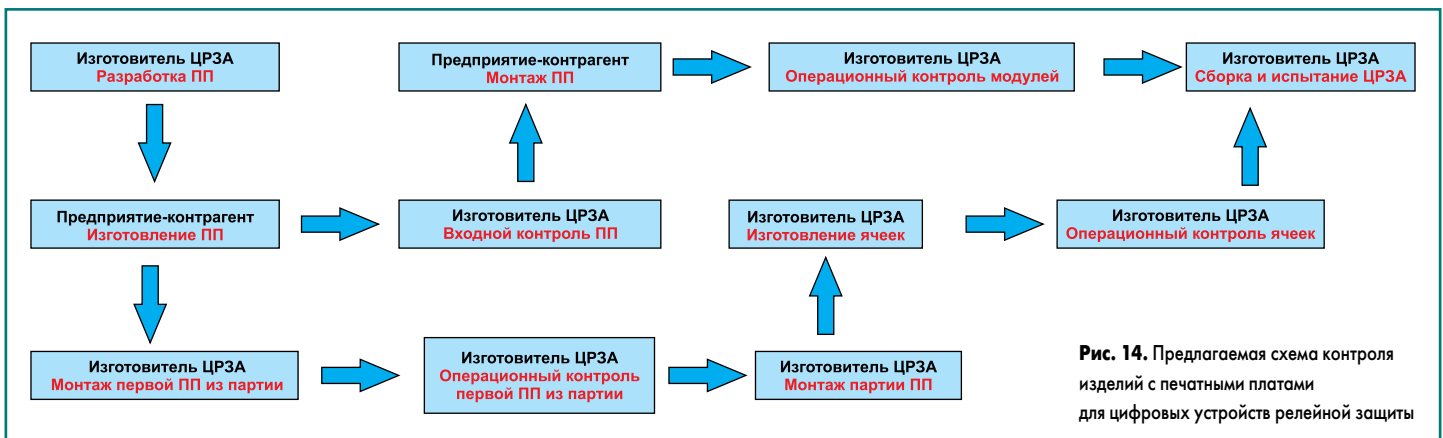 Изготовитель ЦРЗА
Разработка ПП
Предприятие-контрагент
Монтаж ПП
Изготовитель ЦРЗА
Операционный контроль модулей
Изготовитель ЦРЗА
Сборка и испытание ЦРЗА
Предприятие-контрагент
Изготовление ПП
Изготовитель ЦРЗА
Входной контроль ПП
Изготовитель ЦРЗА
Изготовление ячеек
Изготовитель ЦРЗА
Операционный контроль ячеек
Изготовитель ЦРЗА
Монтаж первой ПП из партии
Изготовитель ЦРЗА
Операционный контроль
первой ПП из партии
Изготовитель ЦРЗА
Монтаж партии ПП
Рис. 14. Предлагаемая схема контроля
изделий с печатными платами
для цифровых устройств релейной защиты